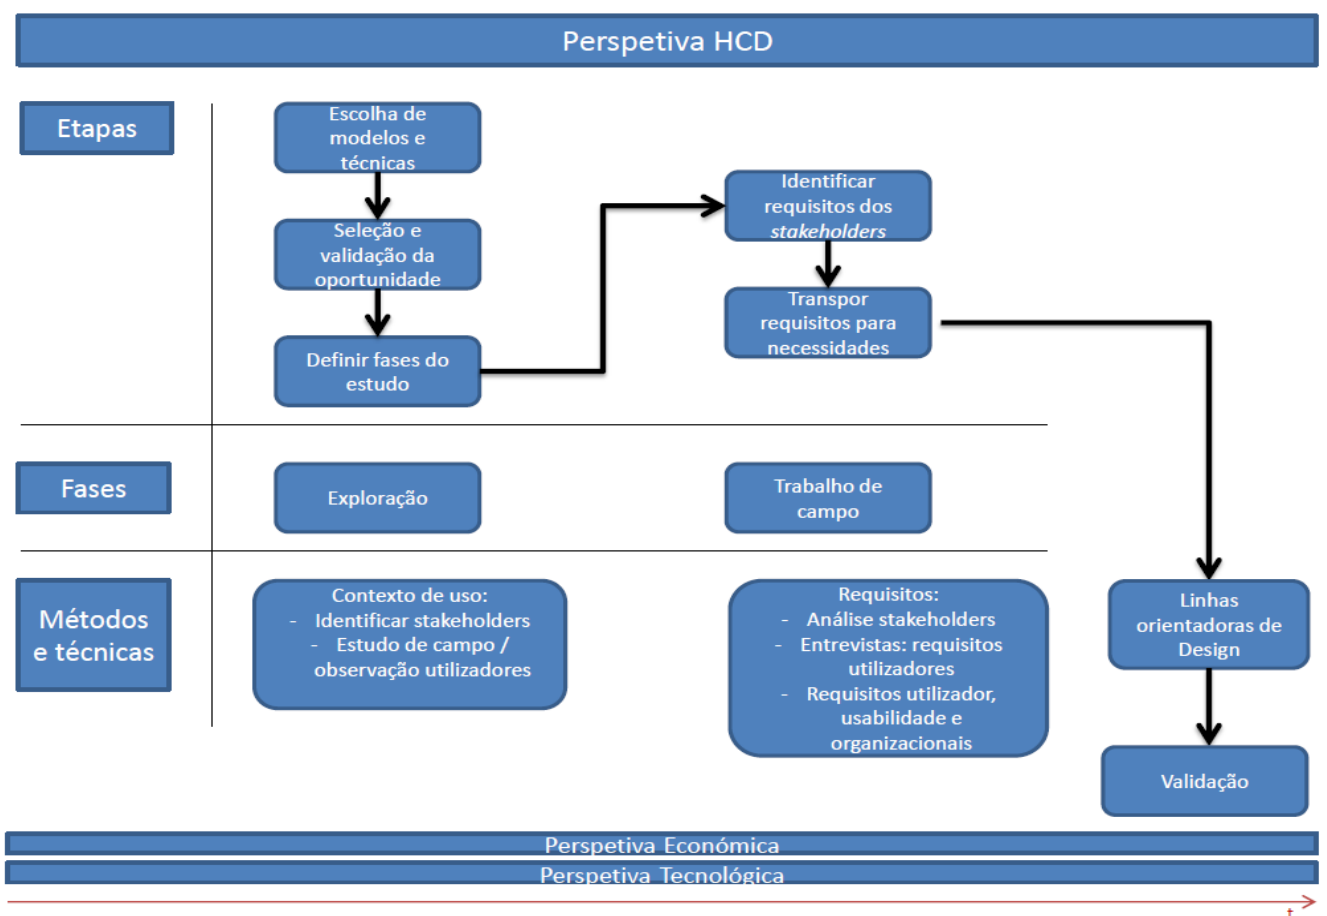 Perspetiva HCD
Etapas
Escolha de
modelos e
técnicas
Seleção e
validação da
oportunidade
Definir fases do
estudo
Identificar
requisitos dos
stakeholders
Transpor
requisitos para
necessidades
Fases
Exploração
Trabalho de
campo
Métodos
e técnicas
Contexto de uso:
- Identificar stakeholders
- Estudo de campo /
observação utilizadores
Requisitos:
- Análise stakeholders
- Entrevistas: requisitos
utilizadores
- Requisitos utilizador,
usabilidade e
organizacionais
Linhas
orientadoras de
Design
Validação
Perspetiva Económica
Perspetiva Tecnológica
t